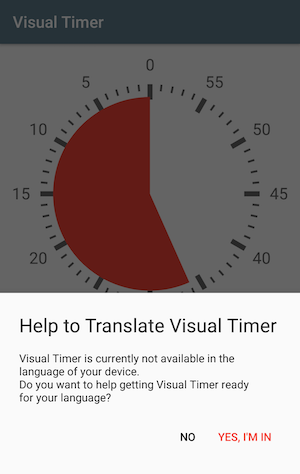 Visual Timer
0
5
55
10
50
15
45
20
40
Help to Translate Visual Timer
Visual Timer is currently not available in the
language of your device.
Do you want to help getting Visual Timer ready
for your language?
NO YES, I'M IN